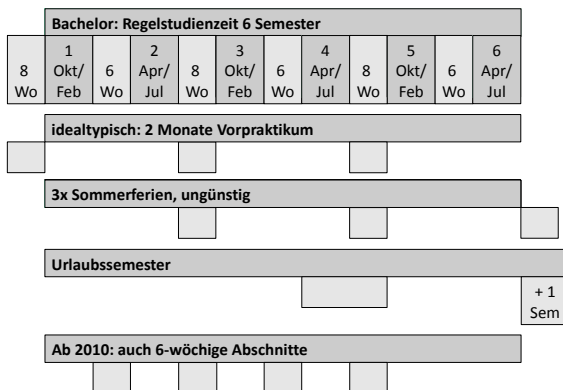 Bachelor: Regelstudienzeit 6 Semester
8 Wo
1 Okt/ Feb
6 Wo
2 Apr/ Jul
8 Wo
3 Okt/ Feb
6 Wo
4 Apr/ Jul
8 Wo
5 Okt/ Feb
6 Wo
6 Apr/ Jul
idealtypisch: 2 Monate Vorpraktikum
3x Sommerferien, ungünstig
Urlaubssemester
+ 1
Sem
Ab 2010: auch 6-wöchige Abschnitte